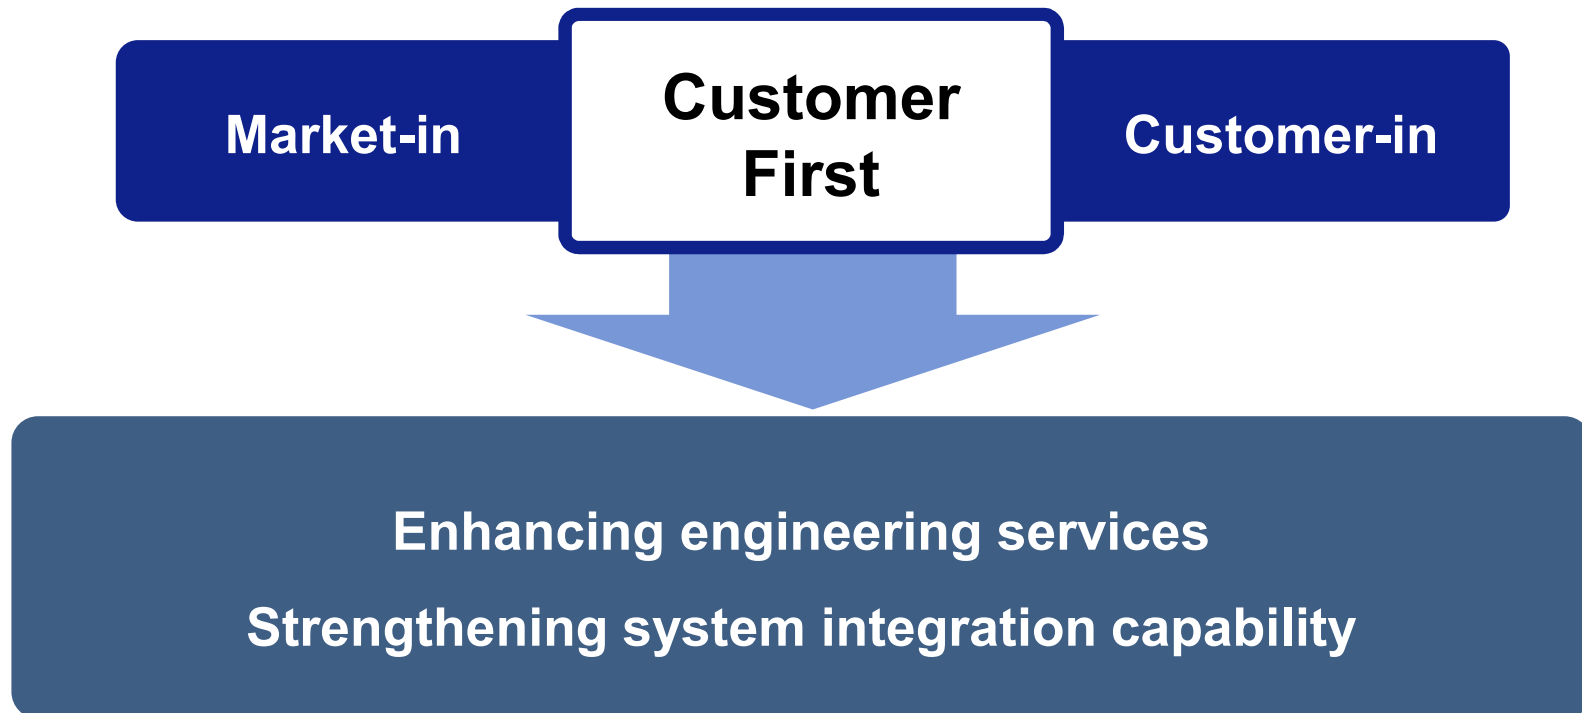 Market-in
Customer
First
Customer-in
Enhancing engineering services
Strengthening system integration capability